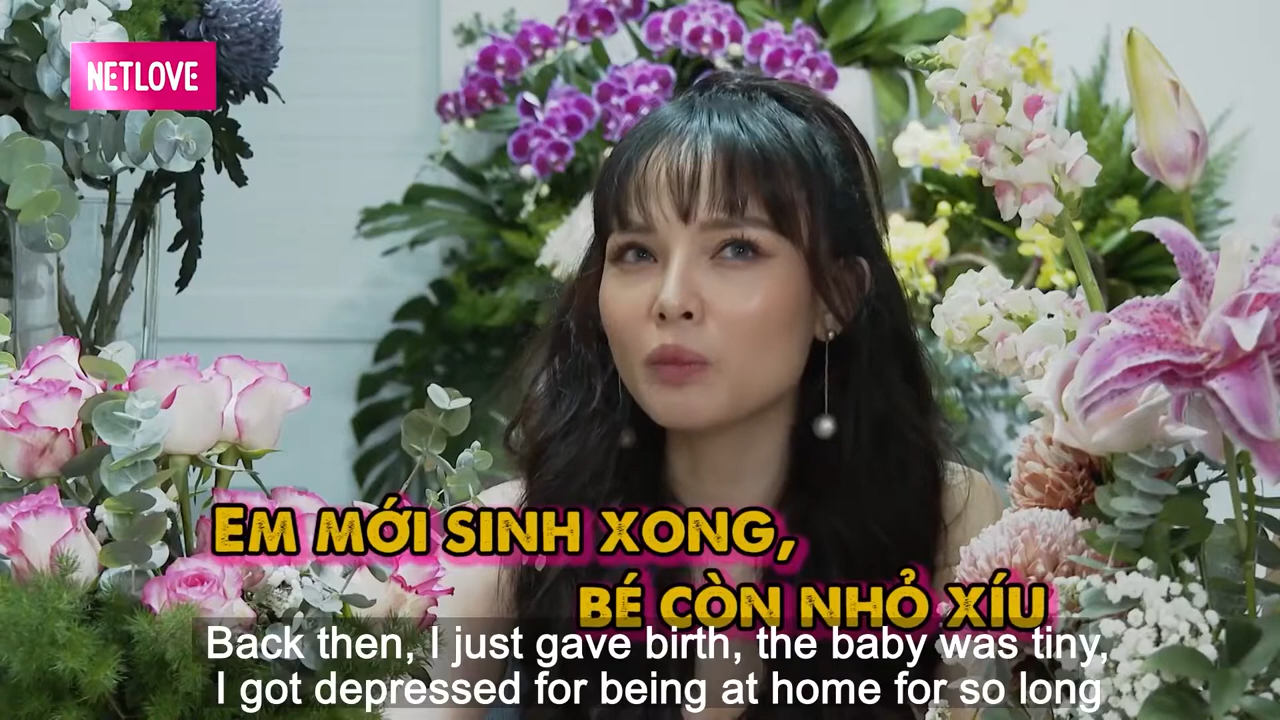 NETLOVE
EM MỚI SINH XONG,
BÉ CÒN NHỎ XÍU
Back then, I just gave birth, the baby was tiny,
I got depressed for being at home for so long